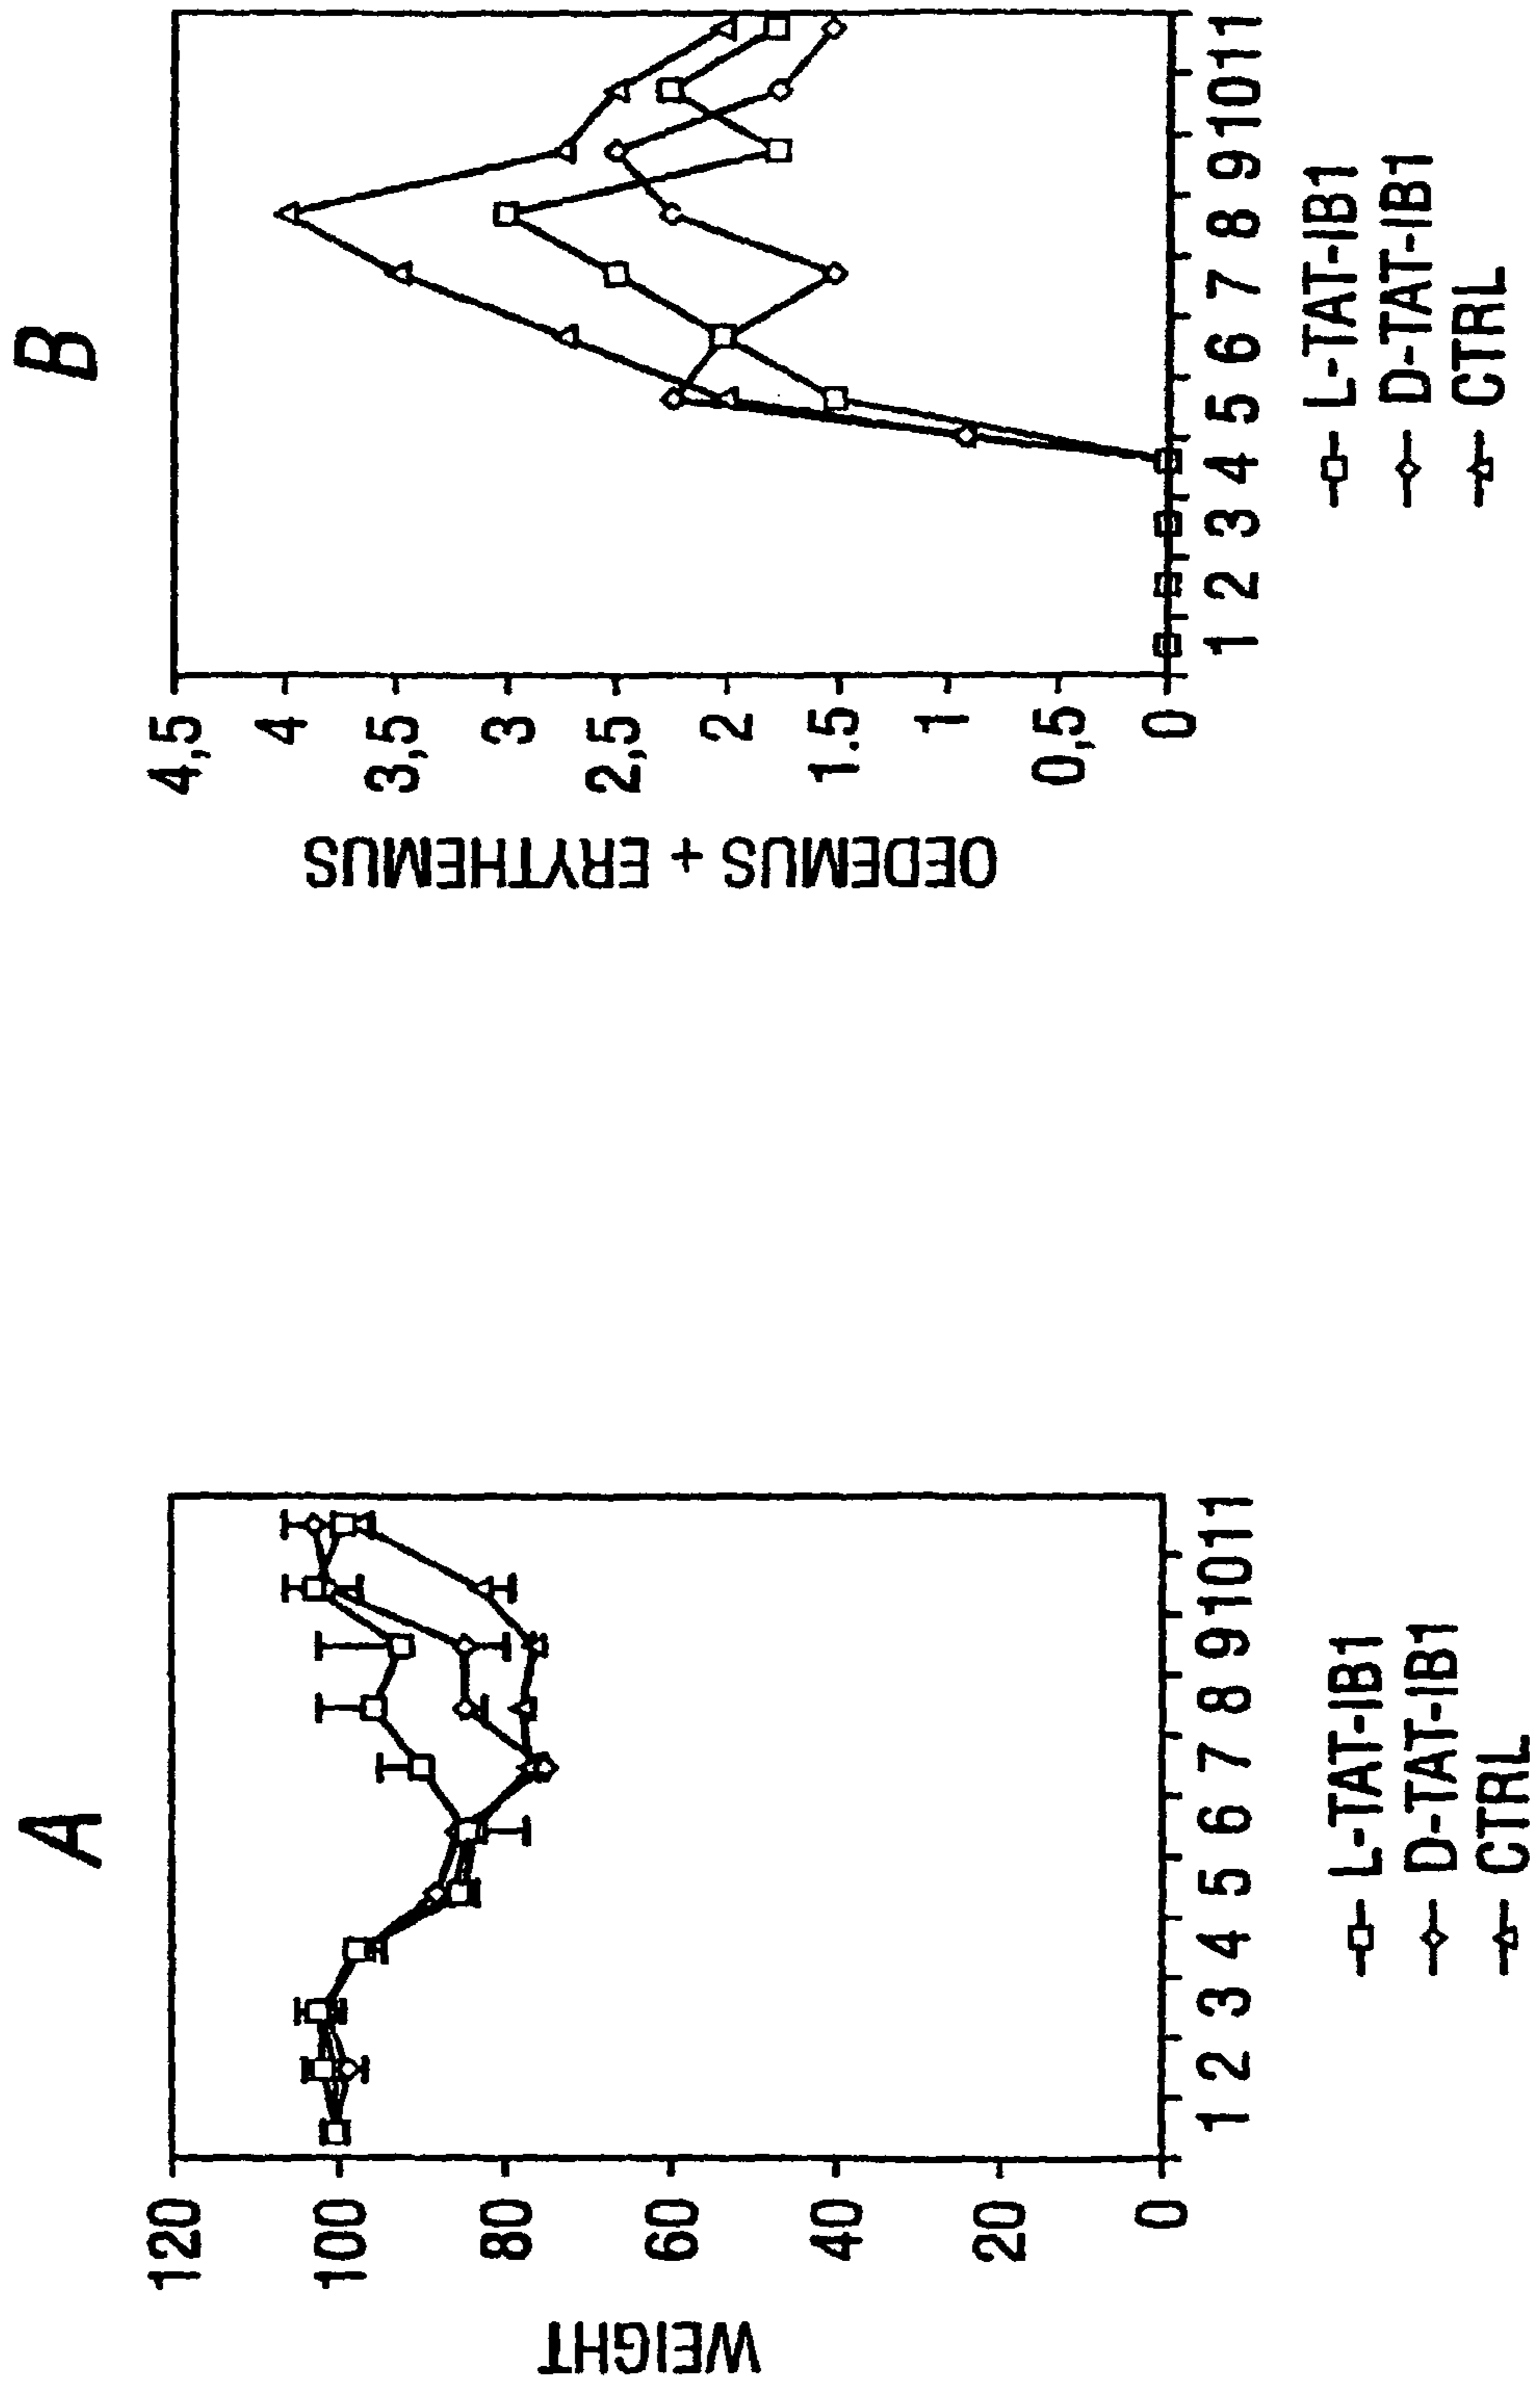 A
WEIGHT
120
100
80
60
40
20
0
1 2 3 4 5 6 7 8 9 10 11
L-TAT-IB1
D-TAT-IB1
CTRL
B
OEDEMUS + ERYTHEMUS
4,5
4
3,5
3
2,5
2
1.5
1
0,5
0
1 2 3 4 5 6 7 8 9 10 11
L-TAT-IB1
D-TAT-IB1
CTRL